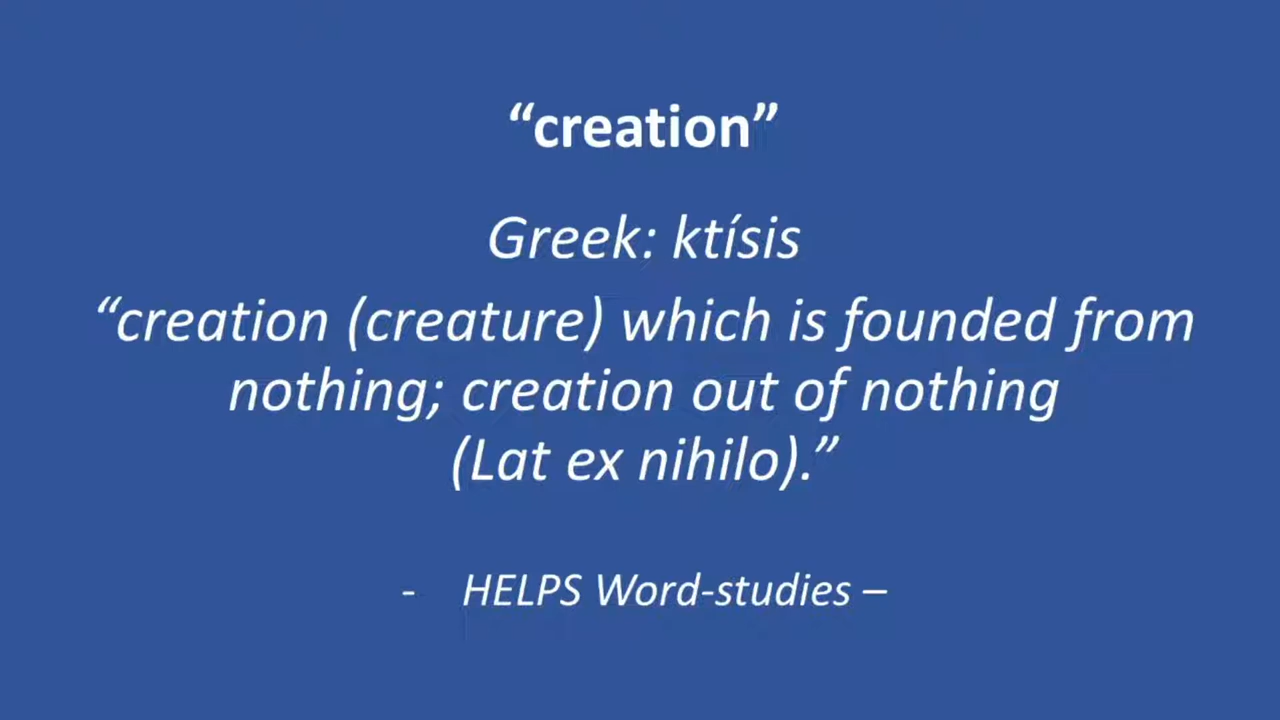 “creation”
Greek: ktísis
“creation (creature) which is founded from
nothing; creation out of nothing
(Lat ex nihilo).”
- HELPS Word-studies –